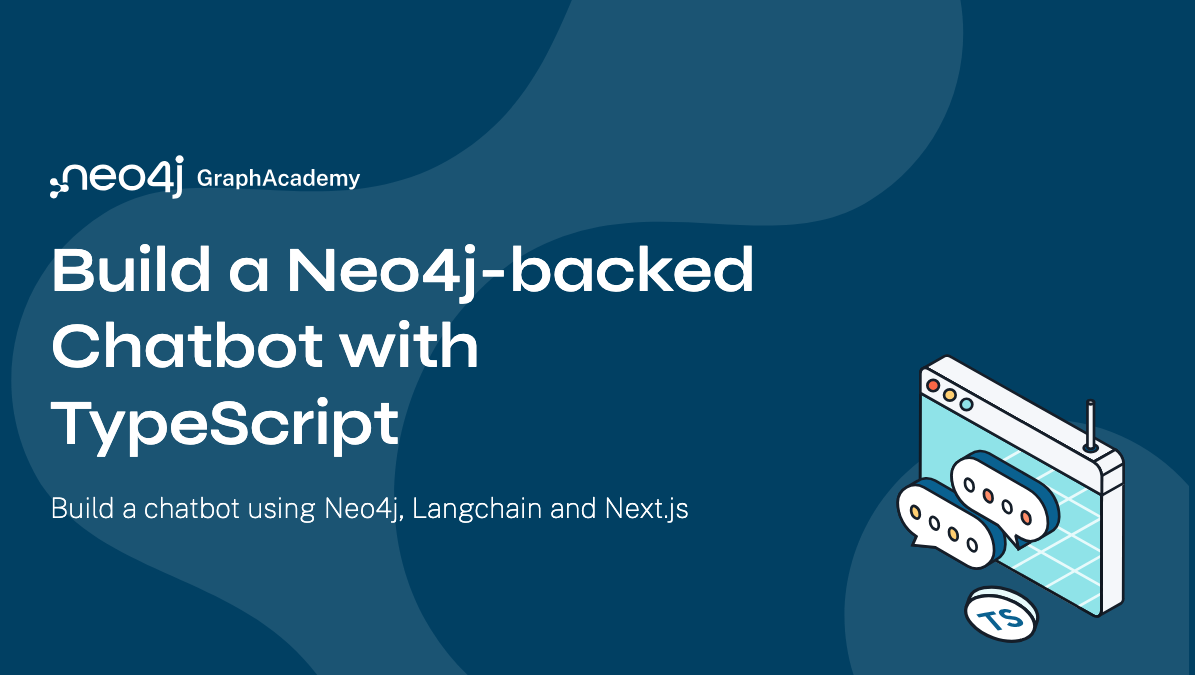 neo4j GraphAcademy
Build a Neo4j-backed
Chatbot with
TypeScript
Build a chatbot using Neo4j, Langchain and Next.js
TS